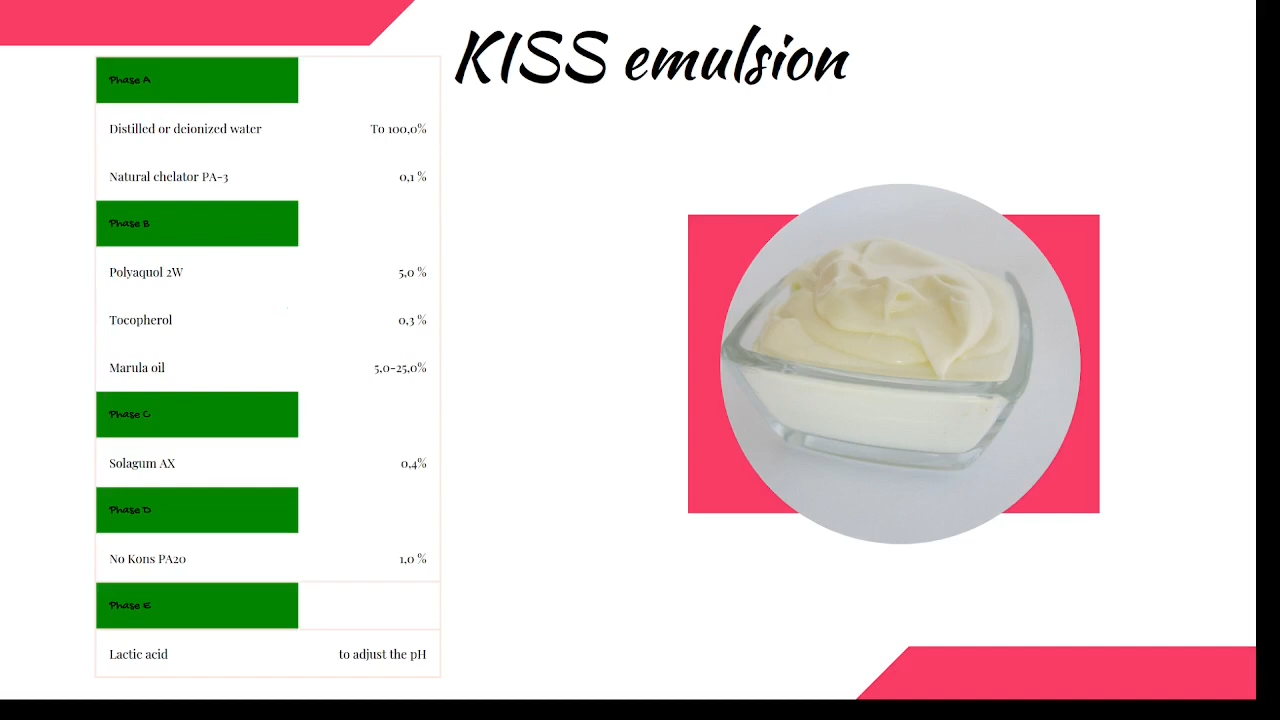 KISS emulsion
Phase A
Distilled or deionized water To 100,0%
Natural chelator PA-3 0,1 %
Phase B
Polyaquol 2W 5,0 %
Tocopherol 0,3 %
Marula oil 5,0-25,0%
Phase C
Solagum AX 0,4%
Phase D
No Kons PA20 1,0 %
Phase E
Lactic acid to adjust the pH